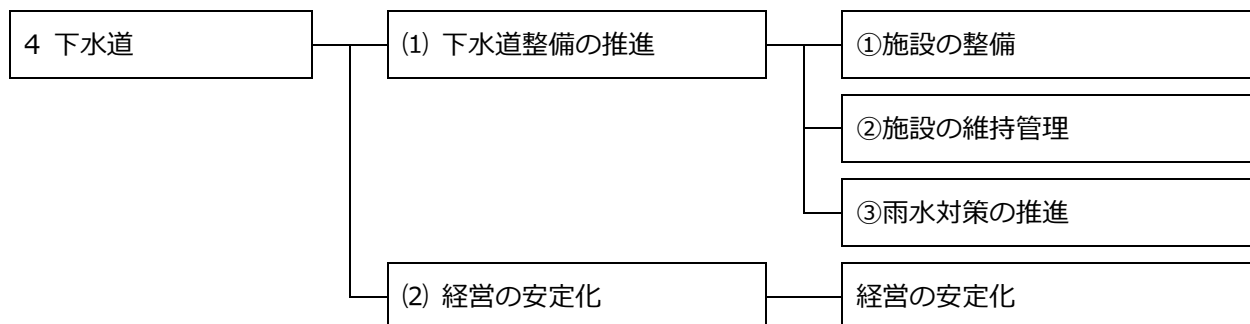 4 下水道
⑴ 下水道整備の推進
①施設の整備
②施設の維持管理
③雨水対策の推進
⑵ 経営の安定化
経営の安定化